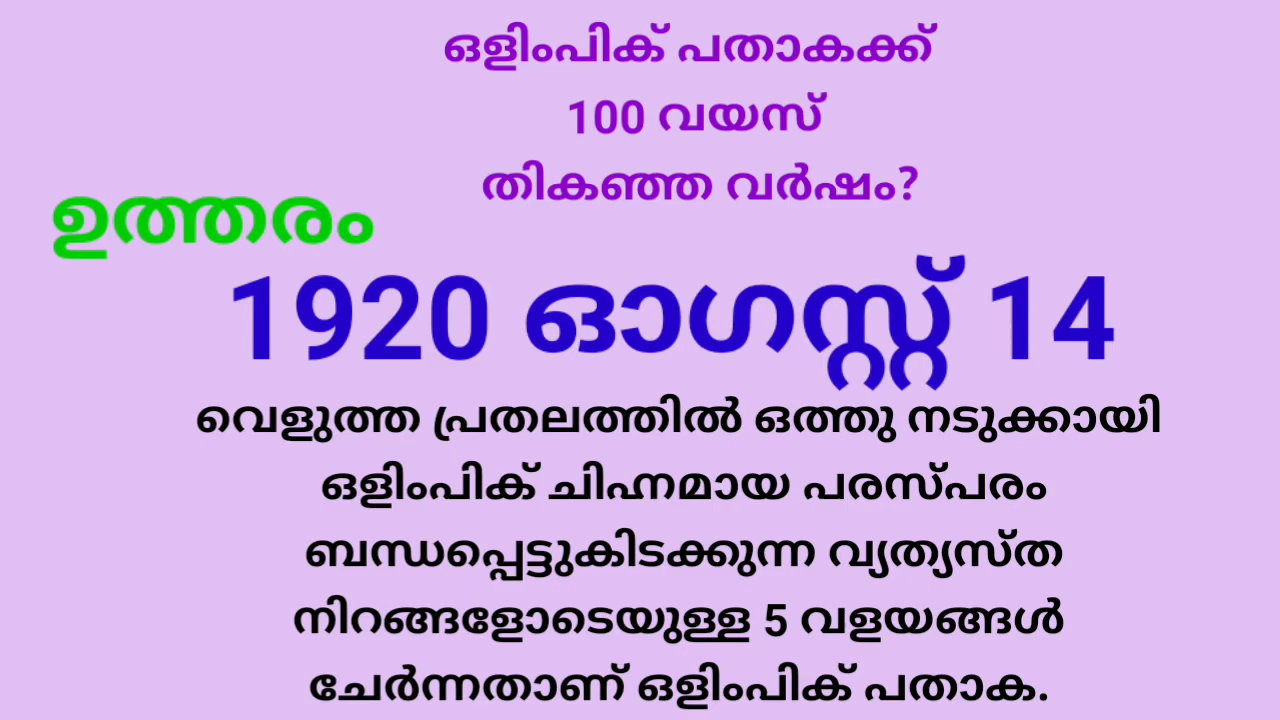 ഒളിംപിക് പതാകക്ക്
100 വയസ്
തികഞ്ഞ വർഷം?
ഉത്തരം
1920 ഓഗസ്റ്റ് 14
വെളുത്ത പ്രതലത്തിൽ ഒത്തു നടുക്കായി
ഒളിംപിക് ചിഹ്നമായ പരസ്പരം
ബന്ധപ്പെട്ടുകിടക്കുന്ന വ്യത്യസ്ത
നിറങ്ങളോടെയുള്ള 5 വളയങ്ങൾ
ചേർന്നതാണ് ഒളിംപിക് പതാക.